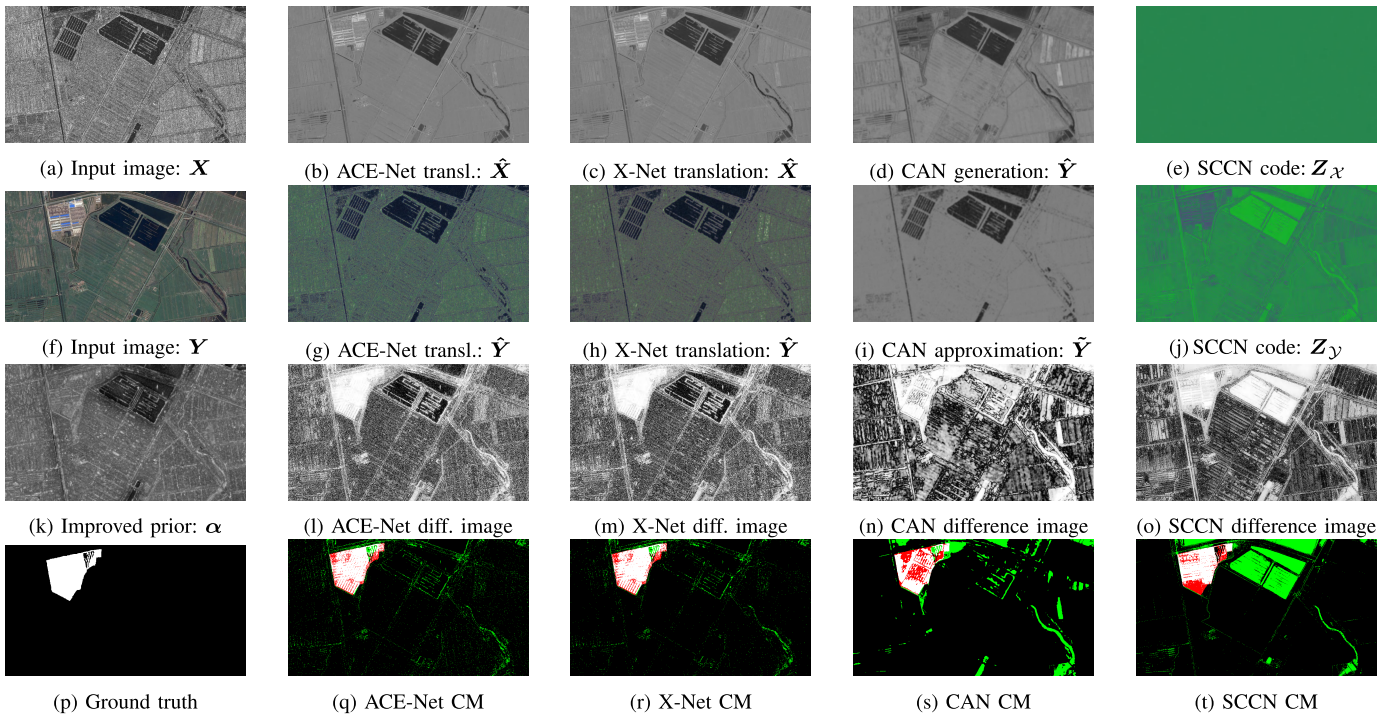 (a) Input image: X
(b) ACE-Net transl.: X̂
(c) X-Net translation: X̂
(d) CAN generation: Ŷ
(e) SCCN code: Z𝒳
(f) Input image: Y
(g) ACE-Net transl.: Ŷ
(h) X-Net translation: Ŷ
(i) CAN approximation: Ỹ
(j) SCCN code: Z𝒴
(k) Improved prior: α
(l) ACE-Net diff. image
(m) X-Net diff. image
(n) CAN difference image
(o) SCCN difference image
(p) Ground truth
(q) ACE-Net CM
(r) X-Net CM
(s) CAN CM
(t) SCCN CM